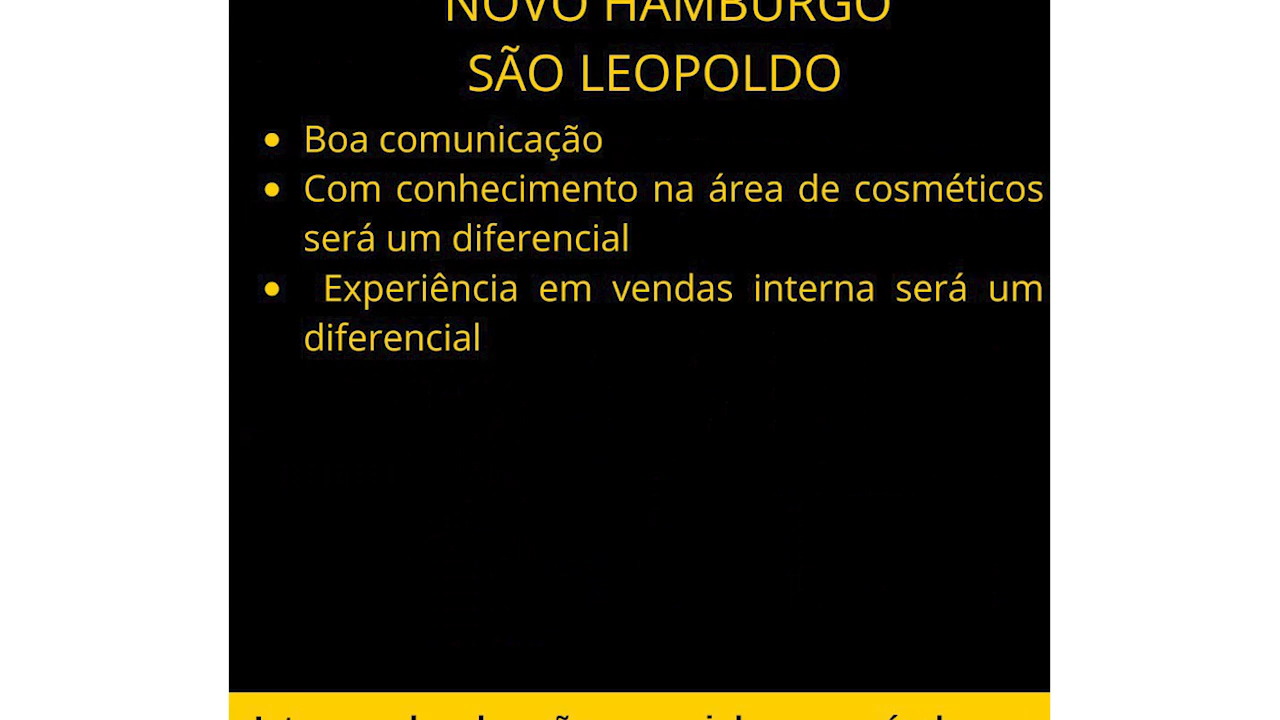 NOVO HAMBURGO
SÃO LEOPOLDO
• Boa comunicação
• Com conhecimento na área de cosméticos
será um diferencial
• Experiência em vendas interna será um
diferencial